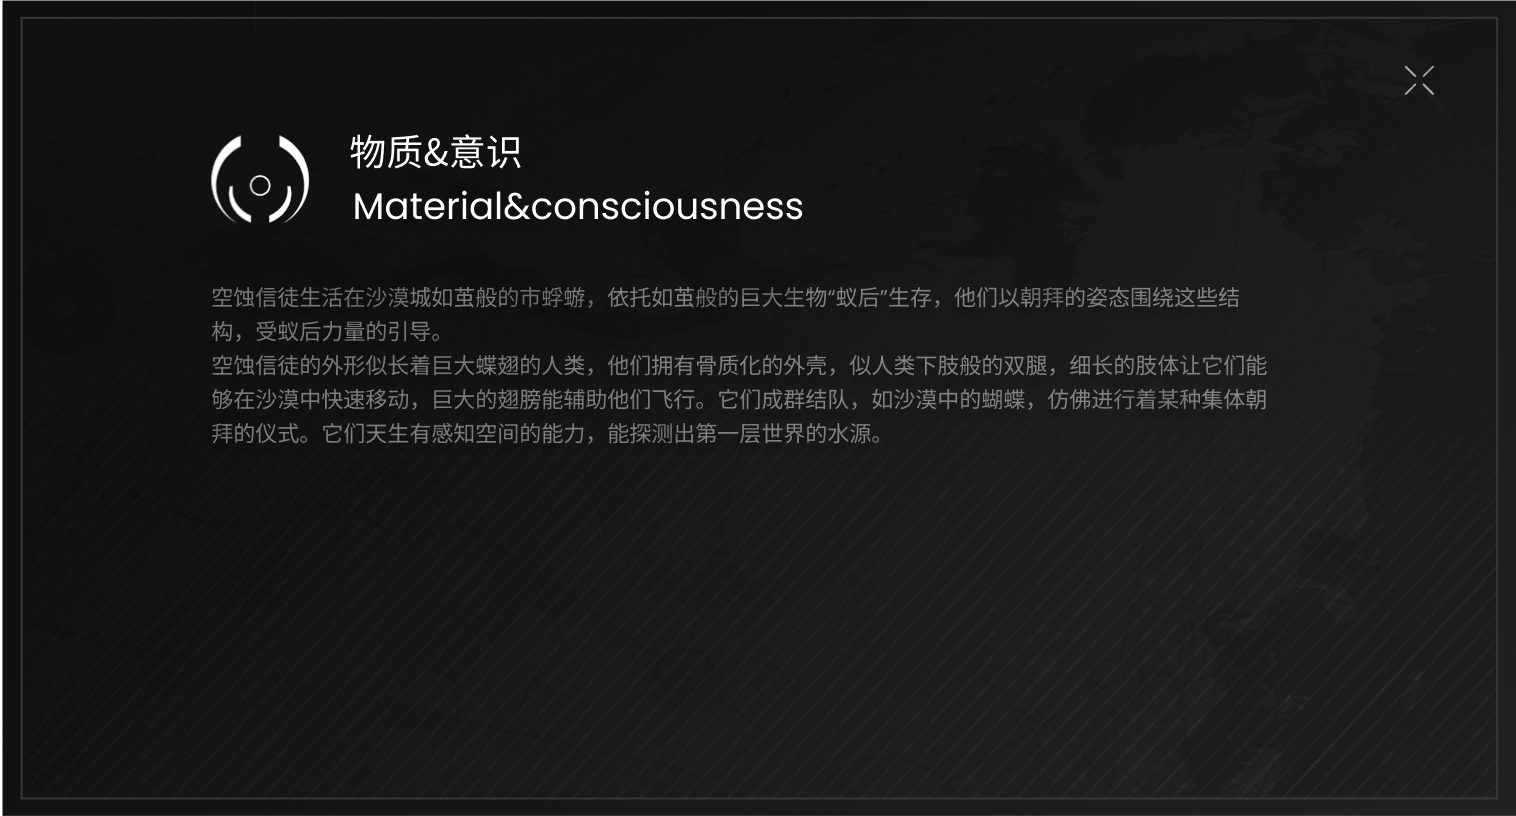 物质&意识
Material&consciousness
空蚀信徒生活在沙漠城如茧般的市蜉蝣，依托如茧般的巨大生物“蚁后”生存，他们以朝拜的姿态围绕这些结
构，受蚁后力量的引导。
空蚀信徒的外形似长着巨大蝶翅的人类，他们拥有骨质化的外壳，似人类下肢般的双腿，细长的肢体让它们能
够在沙漠中快速移动，巨大的翅膀能辅助他们飞行。它们成群结队，如沙漠中的蝴蝶，仿佛进行着某种集体朝
拜的仪式。它们天生有感知空间的能力，能探测出第一层世界的水源。